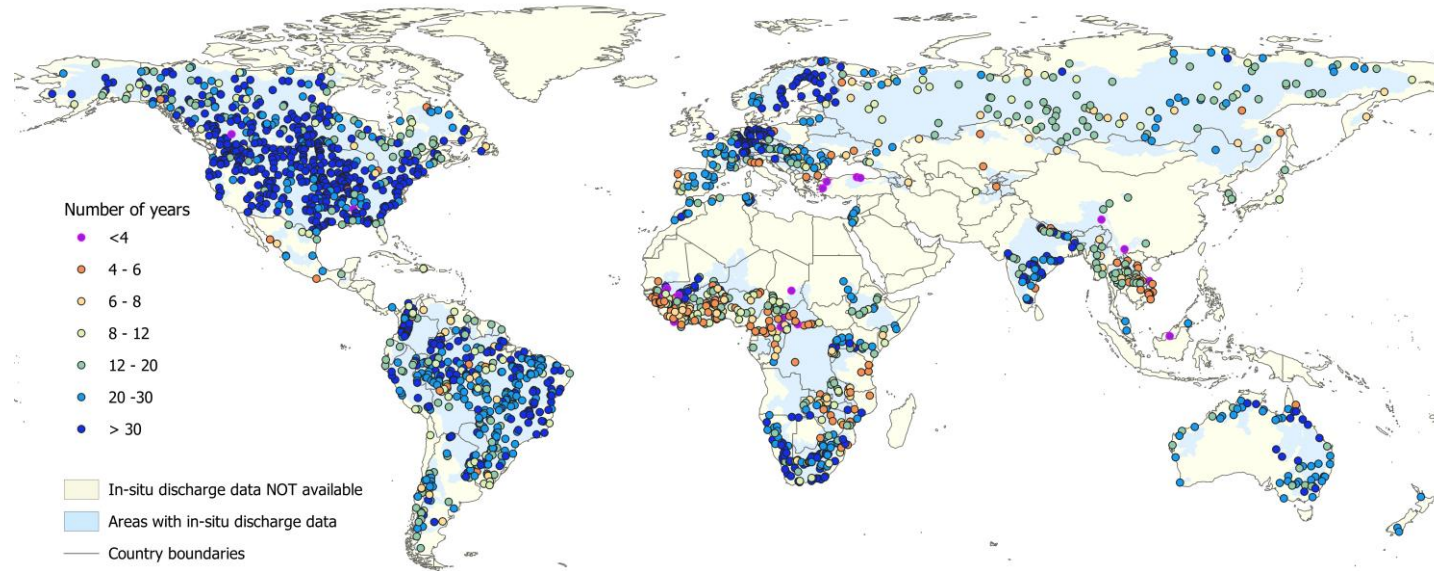 Number of years
<4
4 - 6
6 - 8
8 - 12
12 - 20
20 -30
> 30
In-situ discharge data NOT available
Areas with in-situ discharge data
Country boundaries